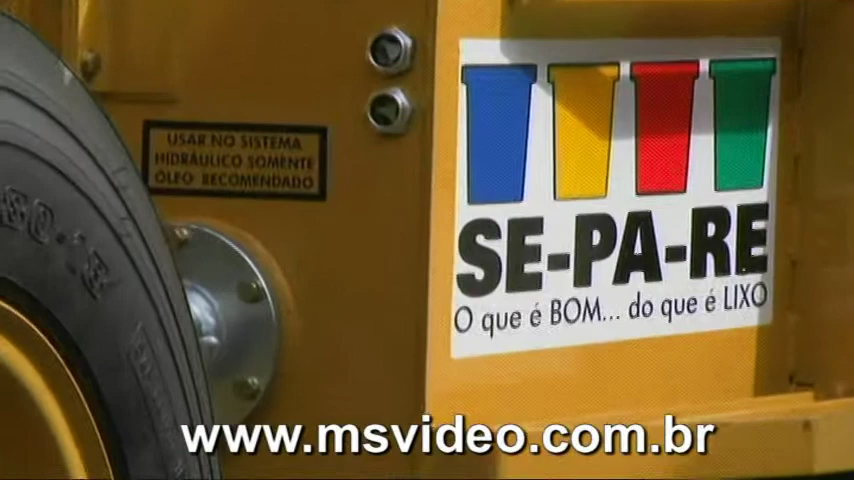 USAR NO SISTEMA
HIDRÁULICO SOMENTE
ÓLEO RECOMENDADO
SE-PA-RE
O que é BOM... do que é LIXO
www.msvideo.com.br